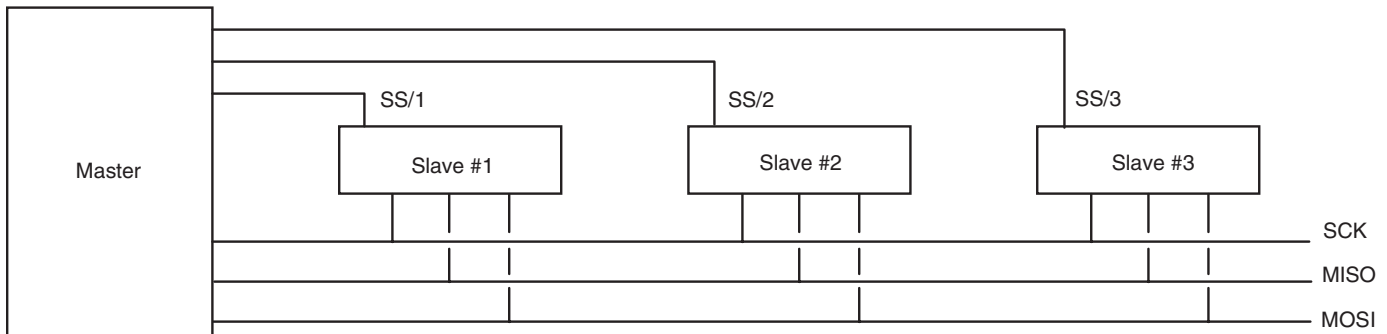 SS/1
SS/2
SS/3
Master
Slave #1
Slave #2
Slave #3
SCK
MISO
MOSI